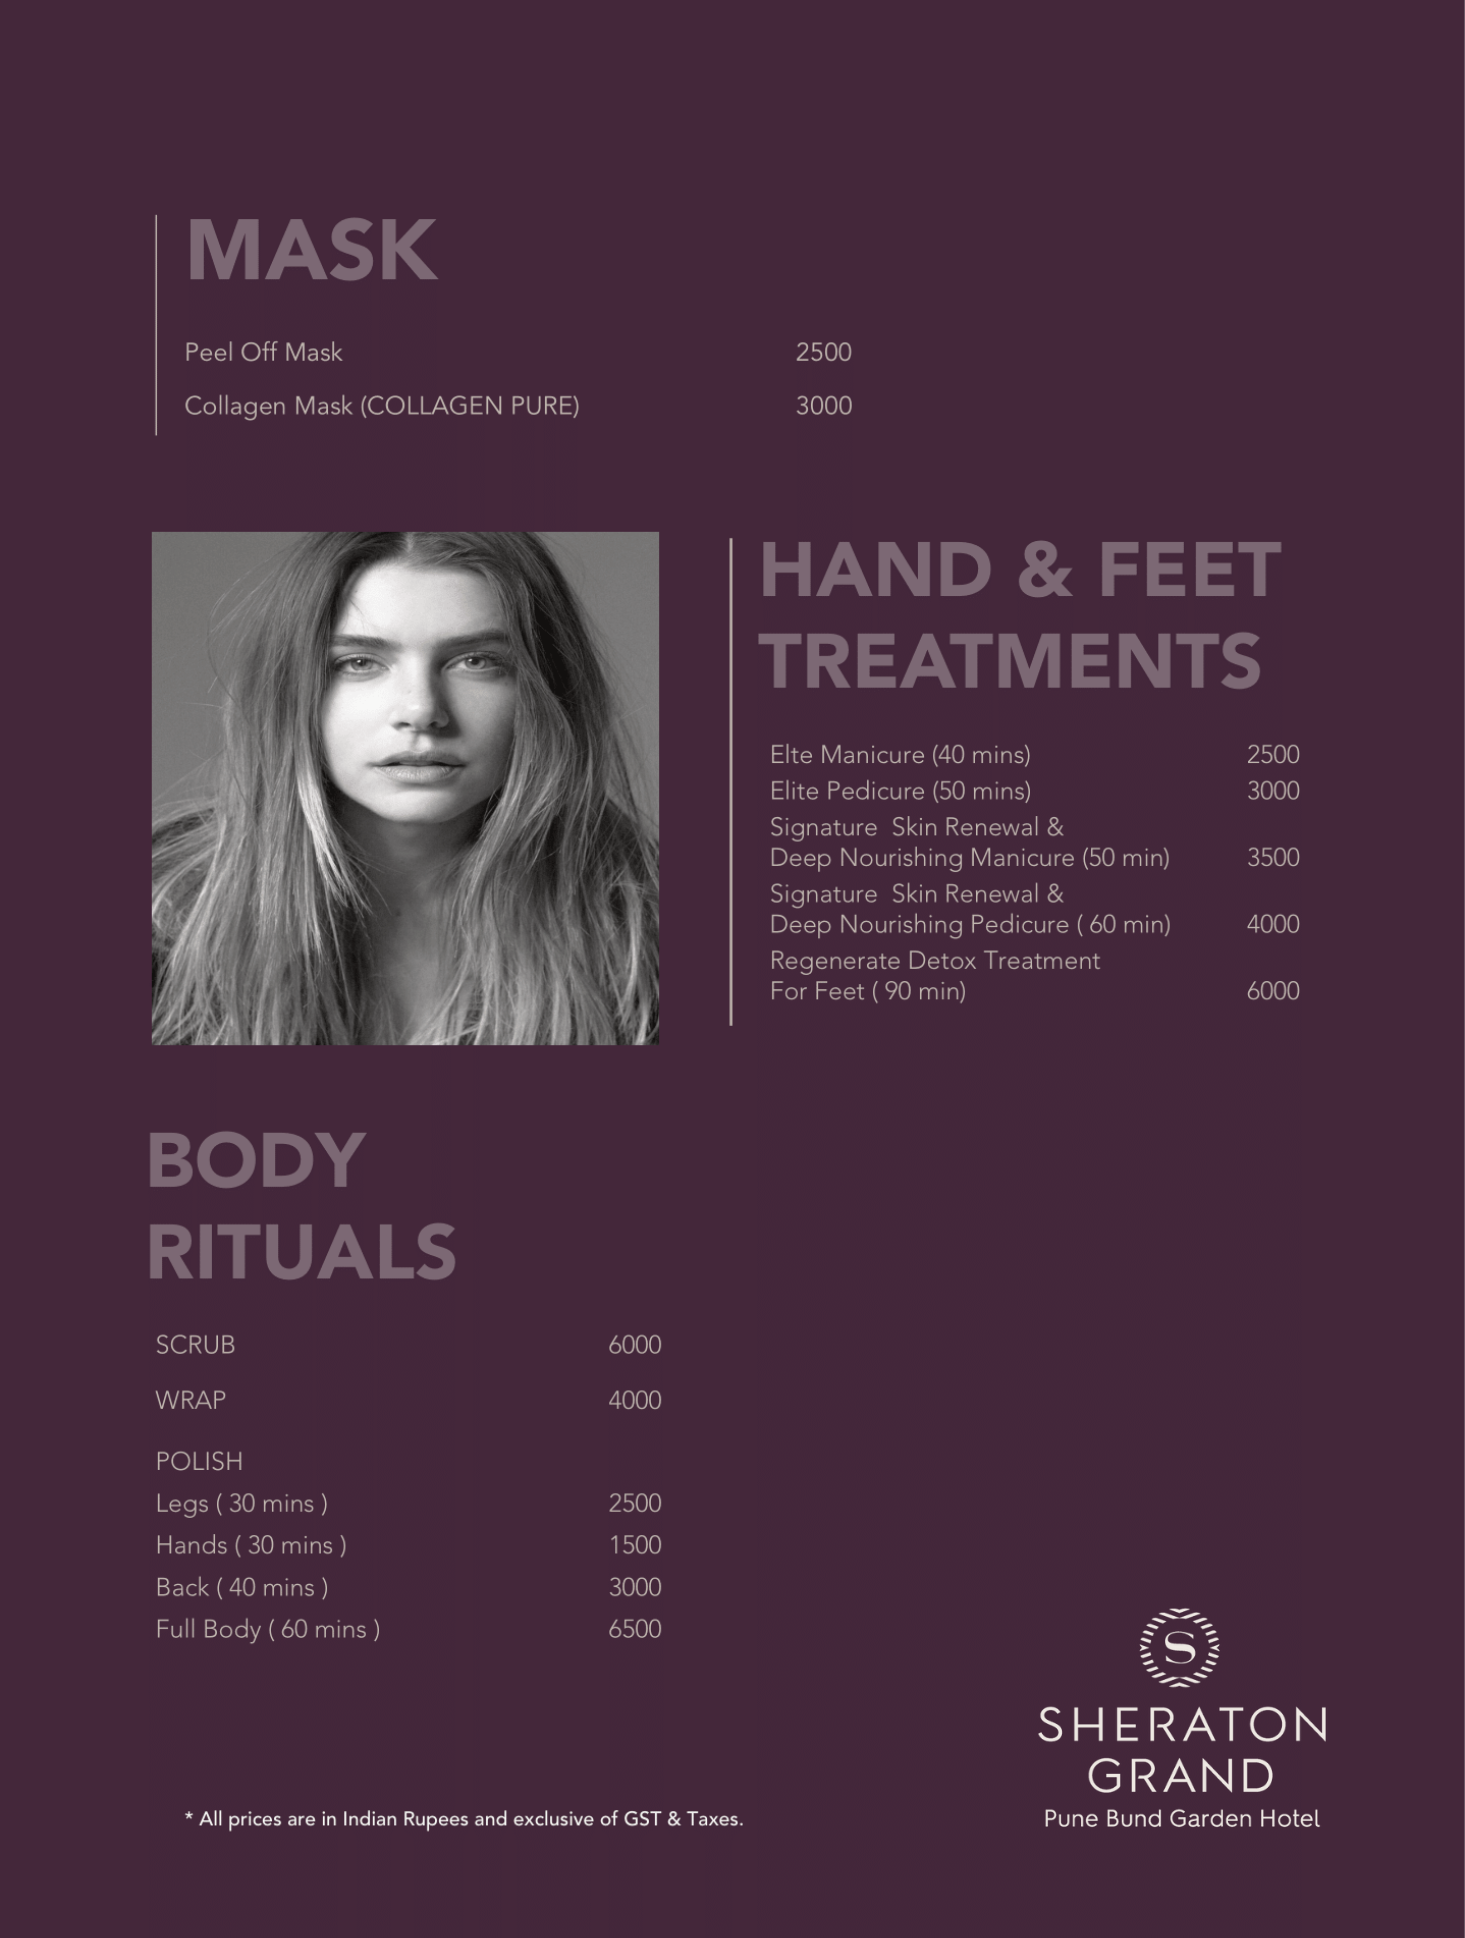 MASK
Peel Off Mask 2500
Collagen Mask (COLLAGEN PURE) 3000
HAND & FEET
TREATMENTS
Elte Manicure (40 mins) 2500
Elite Pedicure (50 mins) 3000
Signature Skin Renewal &
Deep Nourishing Manicure (50 min) 3500
Signature Skin Renewal &
Deep Nourishing Pedicure ( 60 min) 4000
Regenerate Detox Treatment
For Feet ( 90 min) 6000
BODY
RITUALS
SCRUB 6000
WRAP 4000
POLISH
Legs ( 30 mins ) 2500
Hands ( 30 mins ) 1500
Back ( 40 mins ) 3000
Full Body ( 60 mins ) 6500
S
SHERATON
GRAND
Pune Bund Garden Hotel
* All prices are in Indian Rupees and exclusive of GST & Taxes.